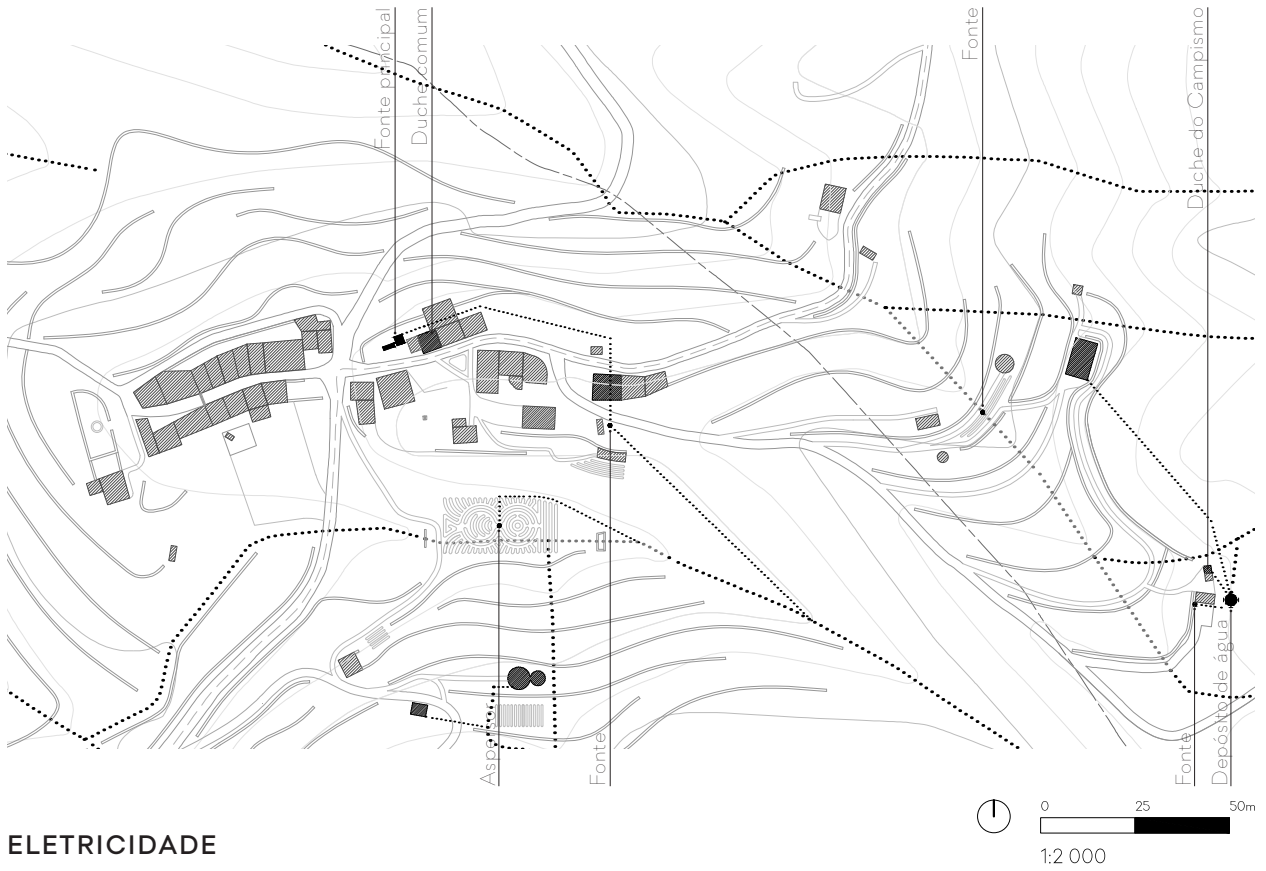 Fonte principal
Duche comum
Fonte
Duche do Campismo
Aspersor
Fonte
Fonte
Depósito de água
0 25 50m
1:2 000
ELETRICIDADE